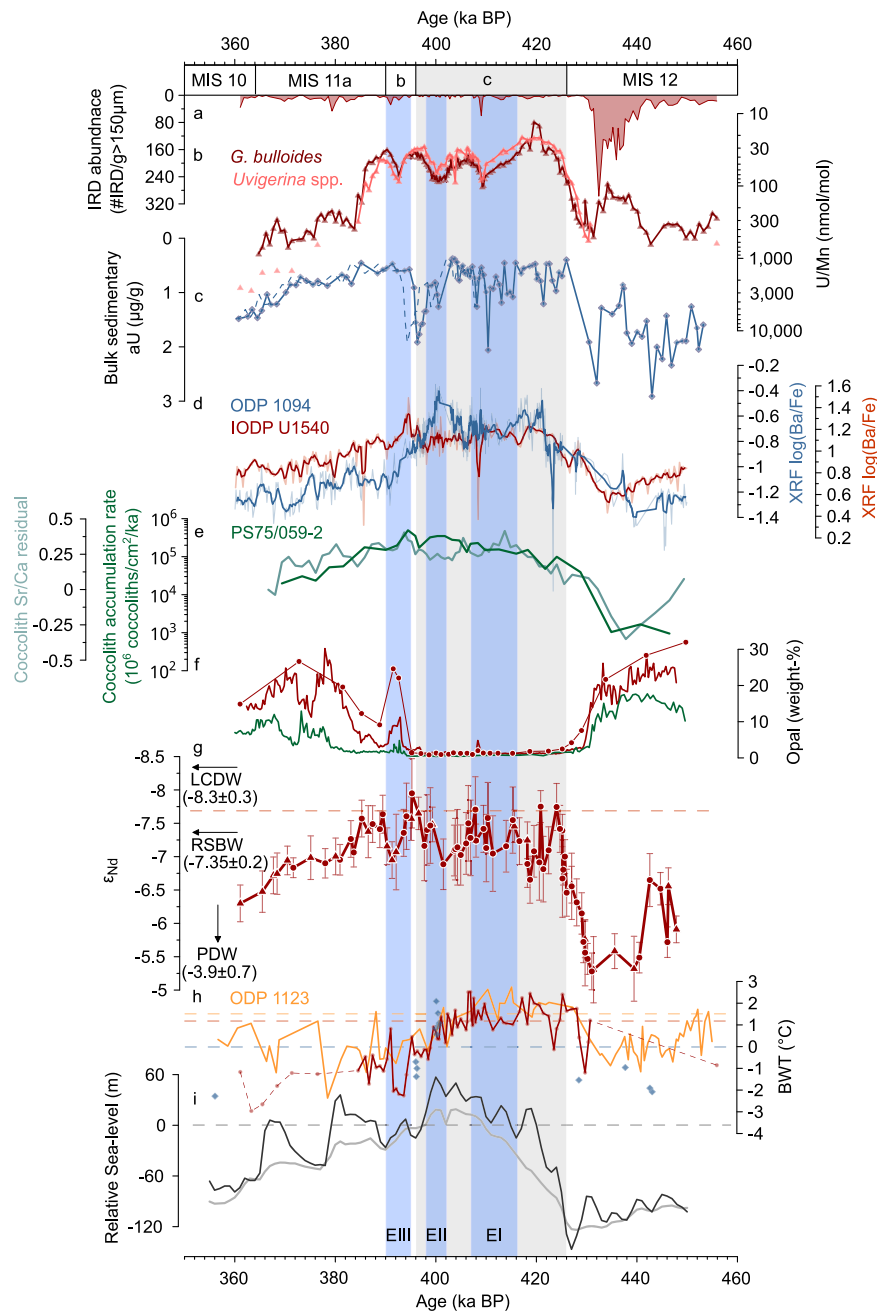 Age (ka BP)
360 380 400 420 440 460
MIS 10 MIS 11a b c MIS 12
a
0
80
160
240
320
IRD abundnace
(#IRD/g>150µm)
10
30
100
300
1,000
3,000
10,000
U/Mn (nmol/mol)
b
G. bulloides
Uvigerina spp.
0
1
2
3
Bulk sedimentary
aU (µg/g)
c
d
ODP 1094
IODP U1540
-0.2
-0.4
-0.6
-0.8
-1
-1.2
-1.4
XRF log(Ba/Fe)
1.6
1.4
1.2
1.0
0.8
0.6
0.4
0.2
XRF log(Ba/Fe)
Coccolith Sr/Ca residual
0.5
0.25
0
-0.25
-0.5
Coccolith accumulation rate
(10⁶ coccoliths/cm²/ka)
10⁶
10⁵
10⁴
10³
10²
e
PS75/059-2
f
30
20
10
0
Opal (weight-%)
g
-8.5
-8
-7.5
-7
-6.5
-6
-5.5
-5
εNd
LCDW
(-8.3±0.3)
RSBW
(-7.35±0.2)
PDW
(-3.9±0.7)
h
ODP 1123
3
2
1
0
-1
-2
-3
-4
BWT (°C)
i
60
0
-60
-120
Relative Sea-level (m)
EIII EII EI
360 380 400 420 440 460
Age (ka BP)